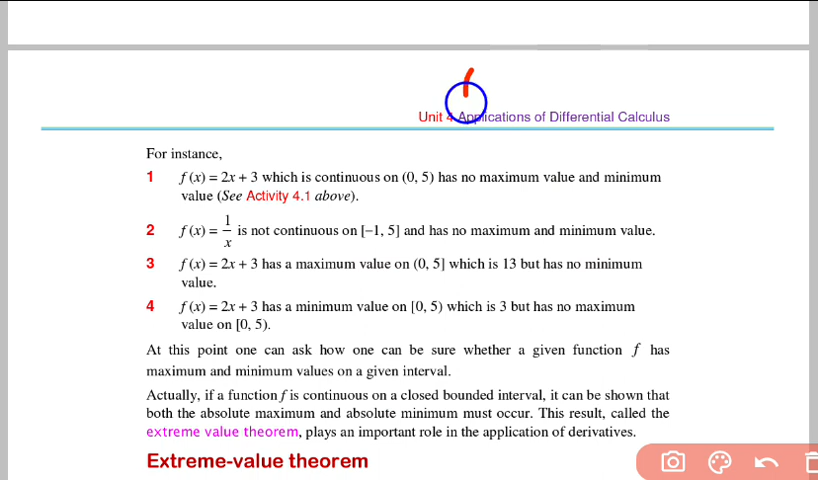 Unit 4 Applications of Differential Calculus
For instance,
1 f (x) = 2x + 3 which is continuous on (0, 5) has no maximum value and minimum
value (See Activity 4.1 above).
2 f (x) = 1/x is not continuous on [−1, 5] and has no maximum and minimum value.
3 f (x) = 2x + 3 has a maximum value on (0, 5] which is 13 but has no minimum
value.
4 f (x) = 2x + 3 has a minimum value on [0, 5) which is 3 but has no maximum
value on [0, 5).
At this point one can ask how one can be sure whether a given function f has
maximum and minimum values on a given interval.
Actually, if a function f is continuous on a closed bounded interval, it can be shown that
both the absolute maximum and absolute minimum must occur. This result, called the
extreme value theorem, plays an important role in the application of derivatives.
Extreme-value theorem